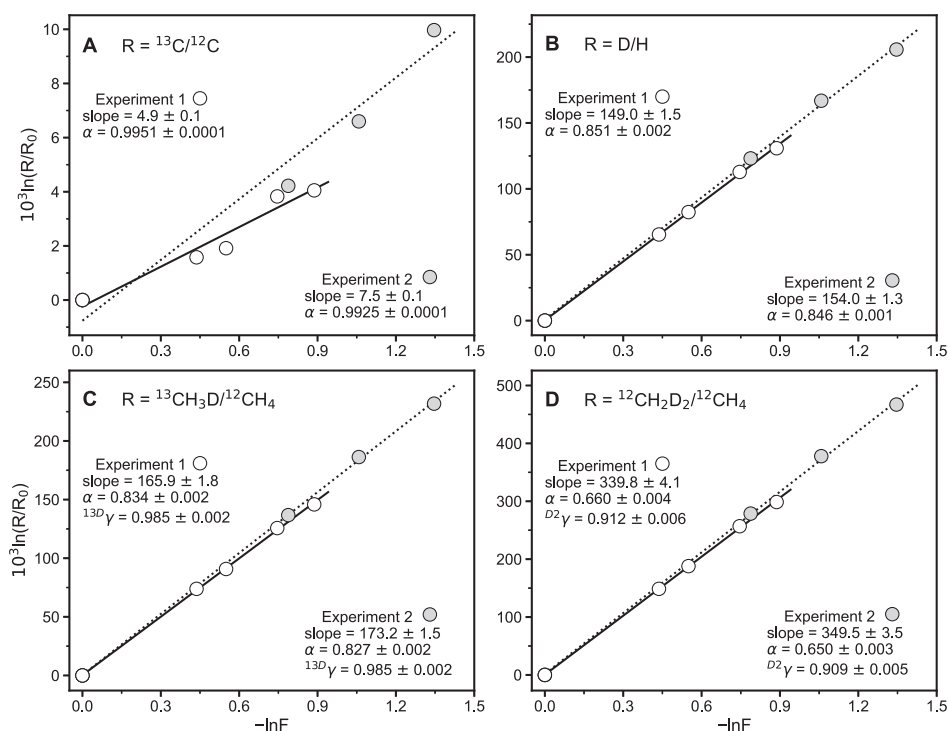 A R = ¹³C/¹²C
10
8
6
4
2
0
10³ln(R/R₀)
Experiment 1
slope = 4.9 ± 0.1
α = 0.9951 ± 0.0001
Experiment 2
slope = 7.5 ± 0.1
α = 0.9925 ± 0.0001
0.0 0.3 0.6 0.9 1.2 1.5
B R = D/H
200
150
100
50
0
Experiment 1
slope = 149.0 ± 1.5
α = 0.851 ± 0.002
Experiment 2
slope = 154.0 ± 1.3
α = 0.846 ± 0.001
0.0 0.3 0.6 0.9 1.2 1.5
C R = ¹³CH₃D/¹²CH₄
250
200
150
100
50
0
10³ln(R/R₀)
Experiment 1
slope = 165.9 ± 1.8
α = 0.834 ± 0.002
¹³ᴰγ = 0.985 ± 0.002
Experiment 2
slope = 173.2 ± 1.5
α = 0.827 ± 0.002
¹³ᴰγ = 0.985 ± 0.002
0.0 0.3 0.6 0.9 1.2 1.5
−lnF
D R = ¹²CH₂D₂/¹²CH₄
500
400
300
200
100
0
Experiment 1
slope = 339.8 ± 4.1
α = 0.660 ± 0.004
ᴰ²γ = 0.912 ± 0.006
Experiment 2
slope = 349.5 ± 3.5
α = 0.650 ± 0.003
ᴰ²γ = 0.909 ± 0.005
0.0 0.3 0.6 0.9 1.2 1.5
−lnF